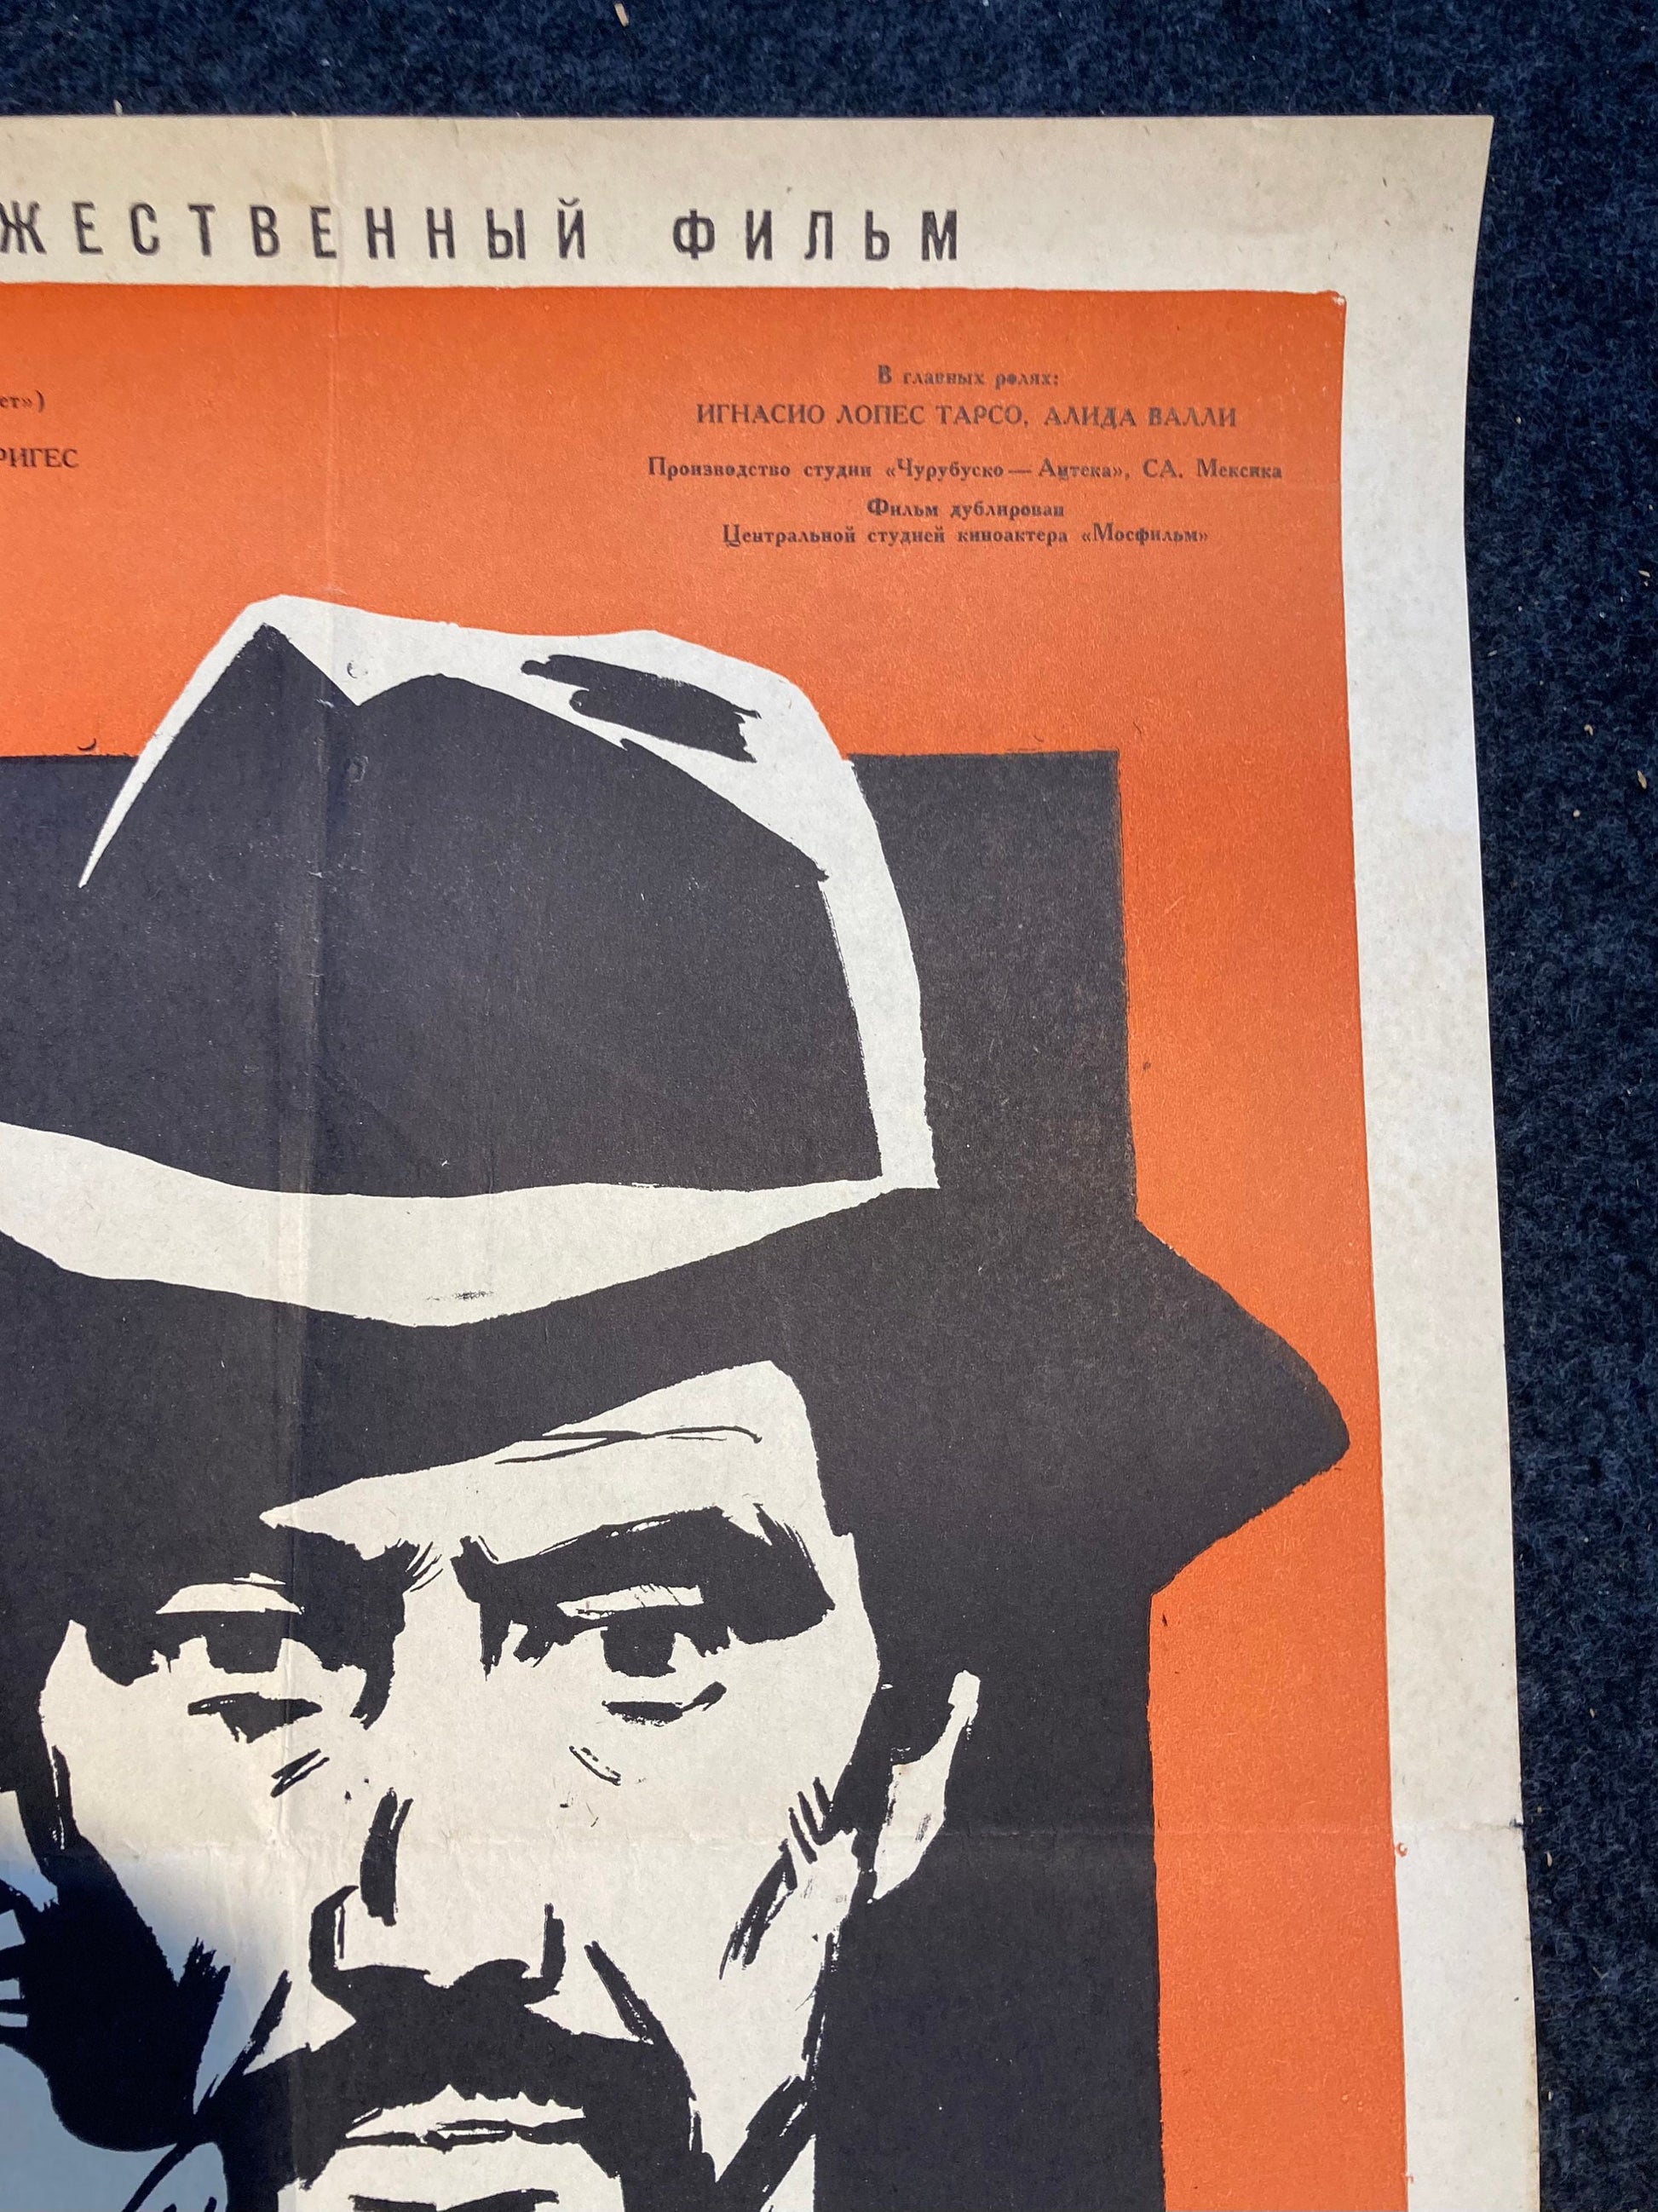 ЖЕСТВЕННЫЙ ФИЛЬМ
ет»)
РИГЕС
В главных ролях:
ИГНАСИО ЛОПЕС ТАРСО, АЛИДА ВАЛЛИ
Производство студии «Чурубуско — Ацтека», СА. Мексика
Фильм дублирован
Центральной студией киноактера «Мосфильм»